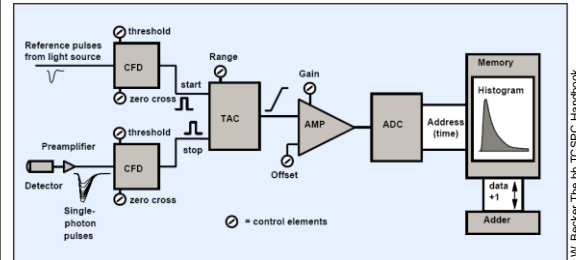 threshold
Reference pulses
from light source
CFD
zero cross
start
Range
TAC
stop
Preamplifier
threshold
CFD
zero cross
Detector
Single-
photon
pulses
Gain
AMP
Offset
ADC
Address
(time)
Memory
Histogram
data
+1
Adder
= control elements
W. Becker The bh TCSPC Handbook